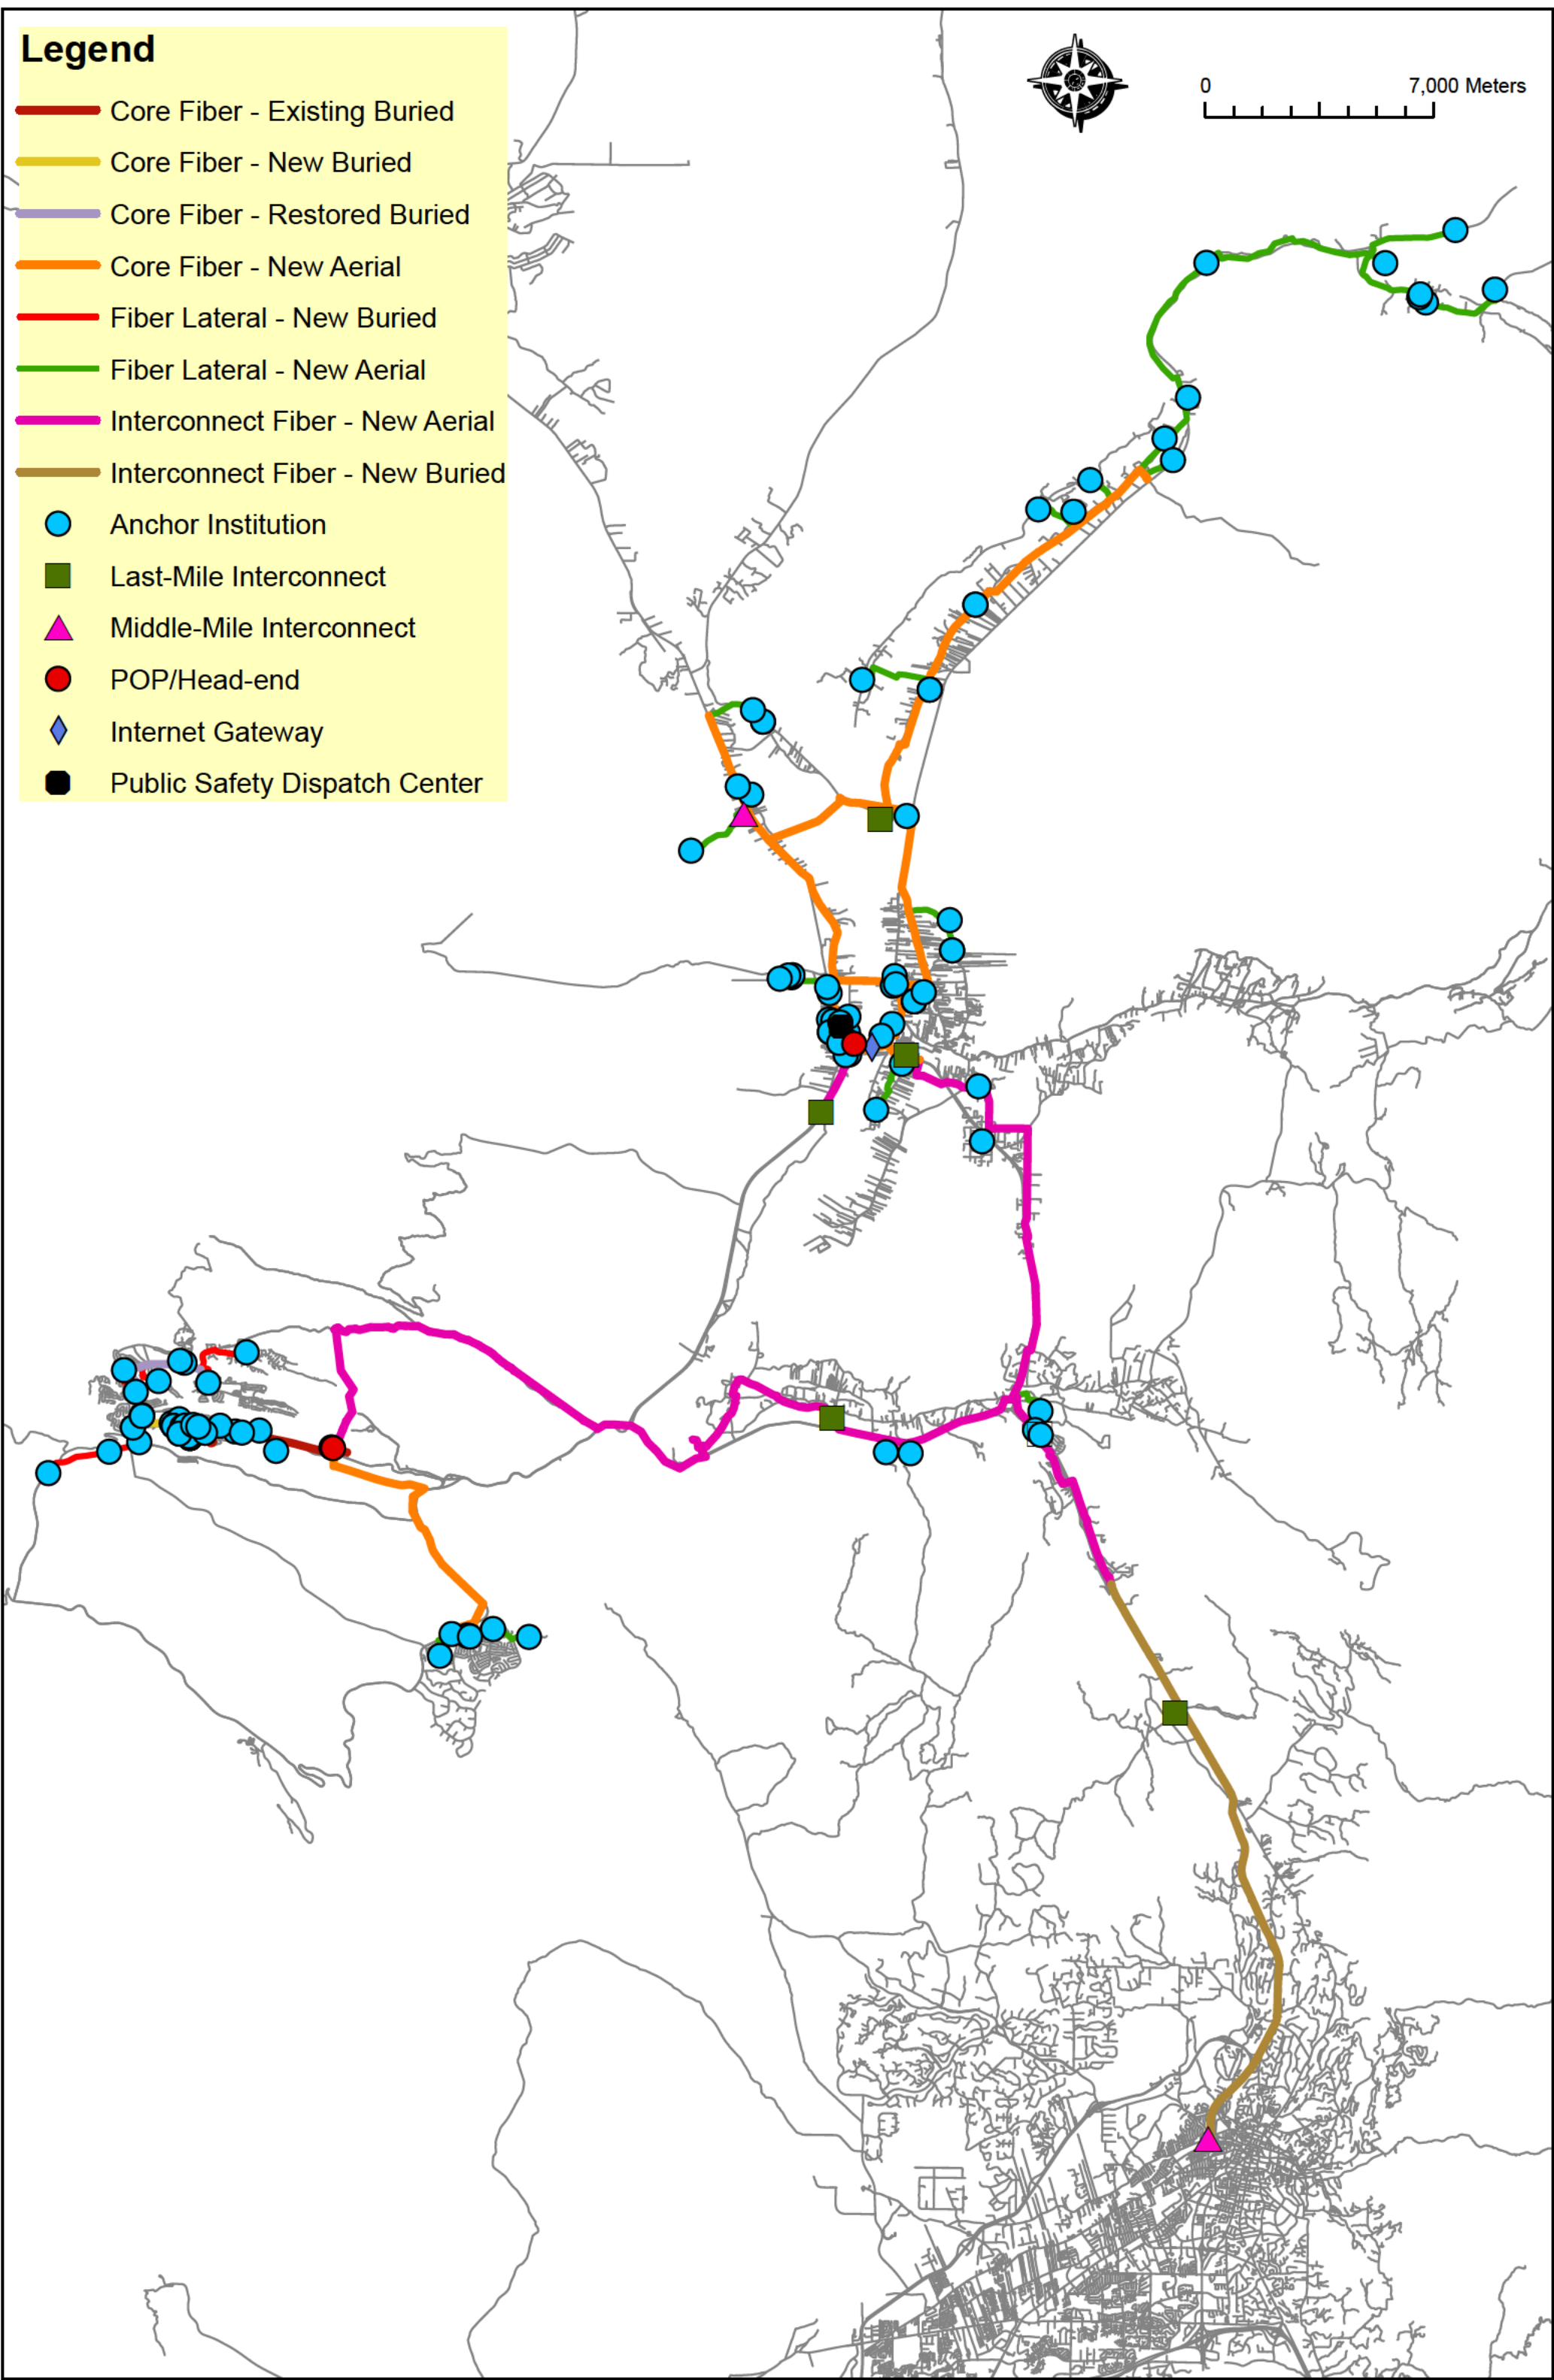 Legend
Core Fiber - Existing Buried
Core Fiber - New Buried
Core Fiber - Restored Buried
Core Fiber - New Aerial
Fiber Lateral - New Buried
Fiber Lateral - New Aerial
Interconnect Fiber - New Aerial
Interconnect Fiber - New Buried
Anchor Institution
Last-Mile Interconnect
Middle-Mile Interconnect
POP/Head-end
Internet Gateway
Public Safety Dispatch Center
0 7,000 Meters